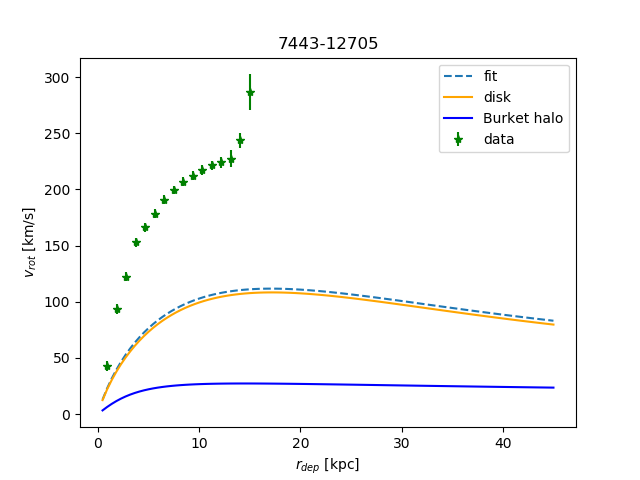 7443-12705
300
250
200
150
100
50
0
v_rot [km/s]
0 10 20 30 40
r_dep [kpc]
fit
disk
Burket halo
data